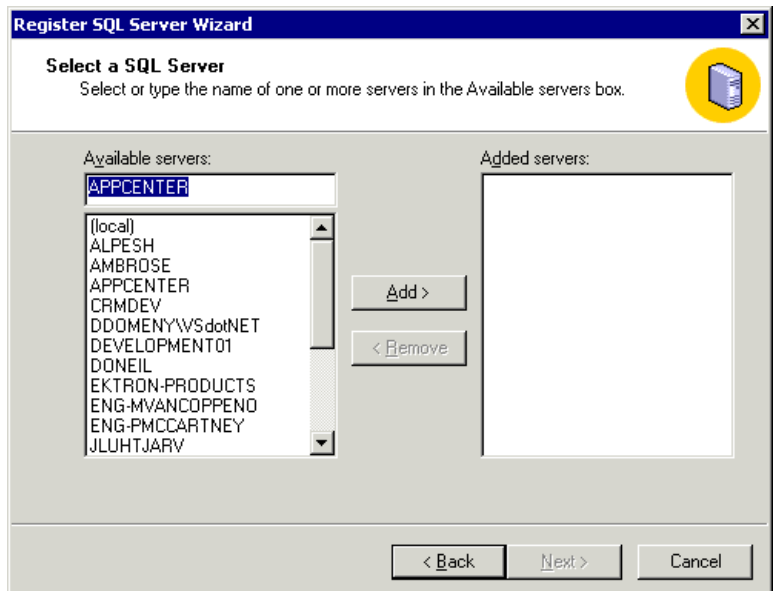 Register SQL Server Wizard
Select a SQL Server
Select or type the name of one or more servers in the Available servers box.
Available servers:
APPCENTER
(local)
ALPESH
AMBROSE
APPCENTER
CRMDEV
DDOMENY\VSdotNET
DEVELOPMENT01
DONEIL
EKTRON-PRODUCTS
ENG-MVANCOPPENO
ENG-PMCCARTNEY
JLUHTJARV
Add >
< Remove
Added servers:
< Back
Next >
Cancel